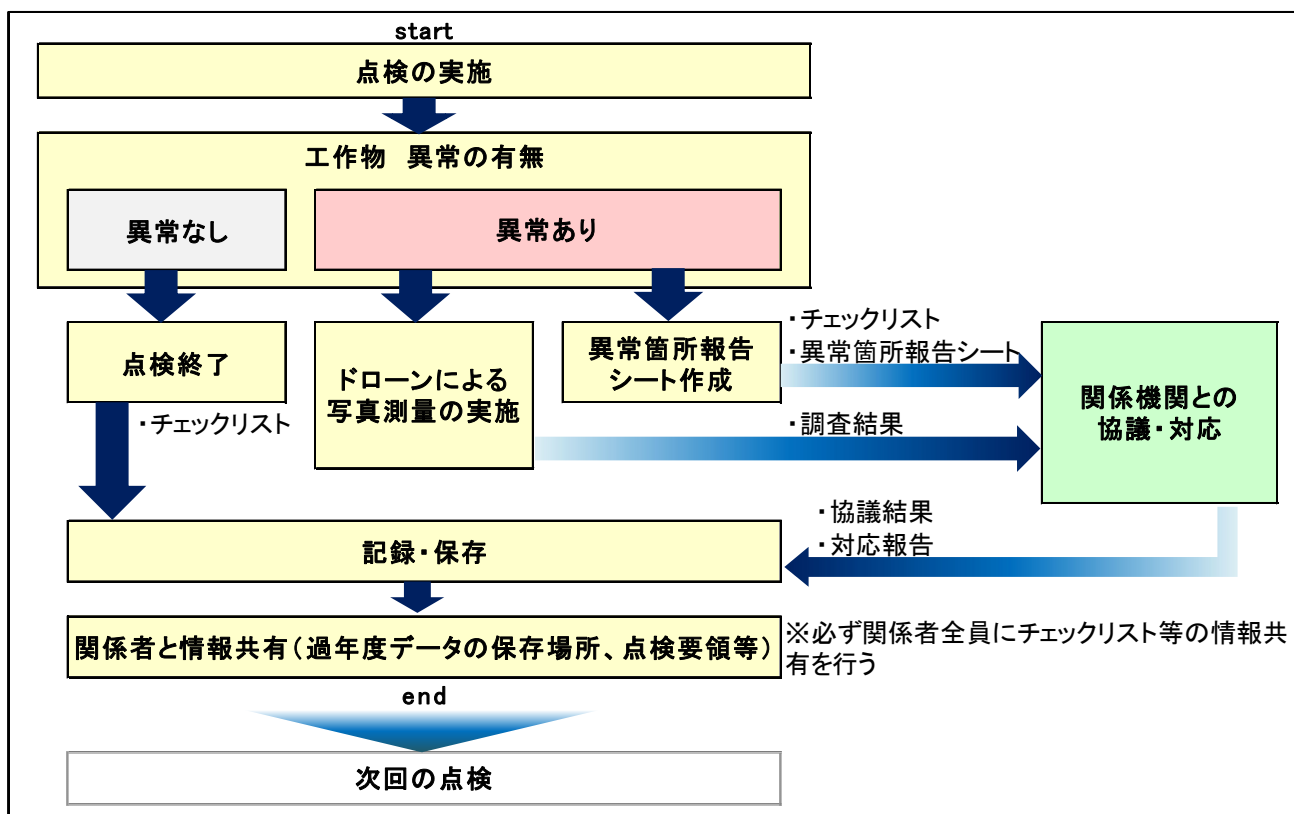 start
点検の実施
工作物 異常の有無
異常なし
異常あり
点検終了
ドローンによる
写真測量の実施
異常箇所報告
シート作成
・チェックリスト
・異常箇所報告シート
関係機関との
協議・対応
・チェックリスト
・調査結果
・協議結果
・対応報告
記録・保存
関係者と情報共有(過年度データの保存場所、点検要領等)
※必ず関係者全員にチェックリスト等の情報共
有を行う
end
次回の点検